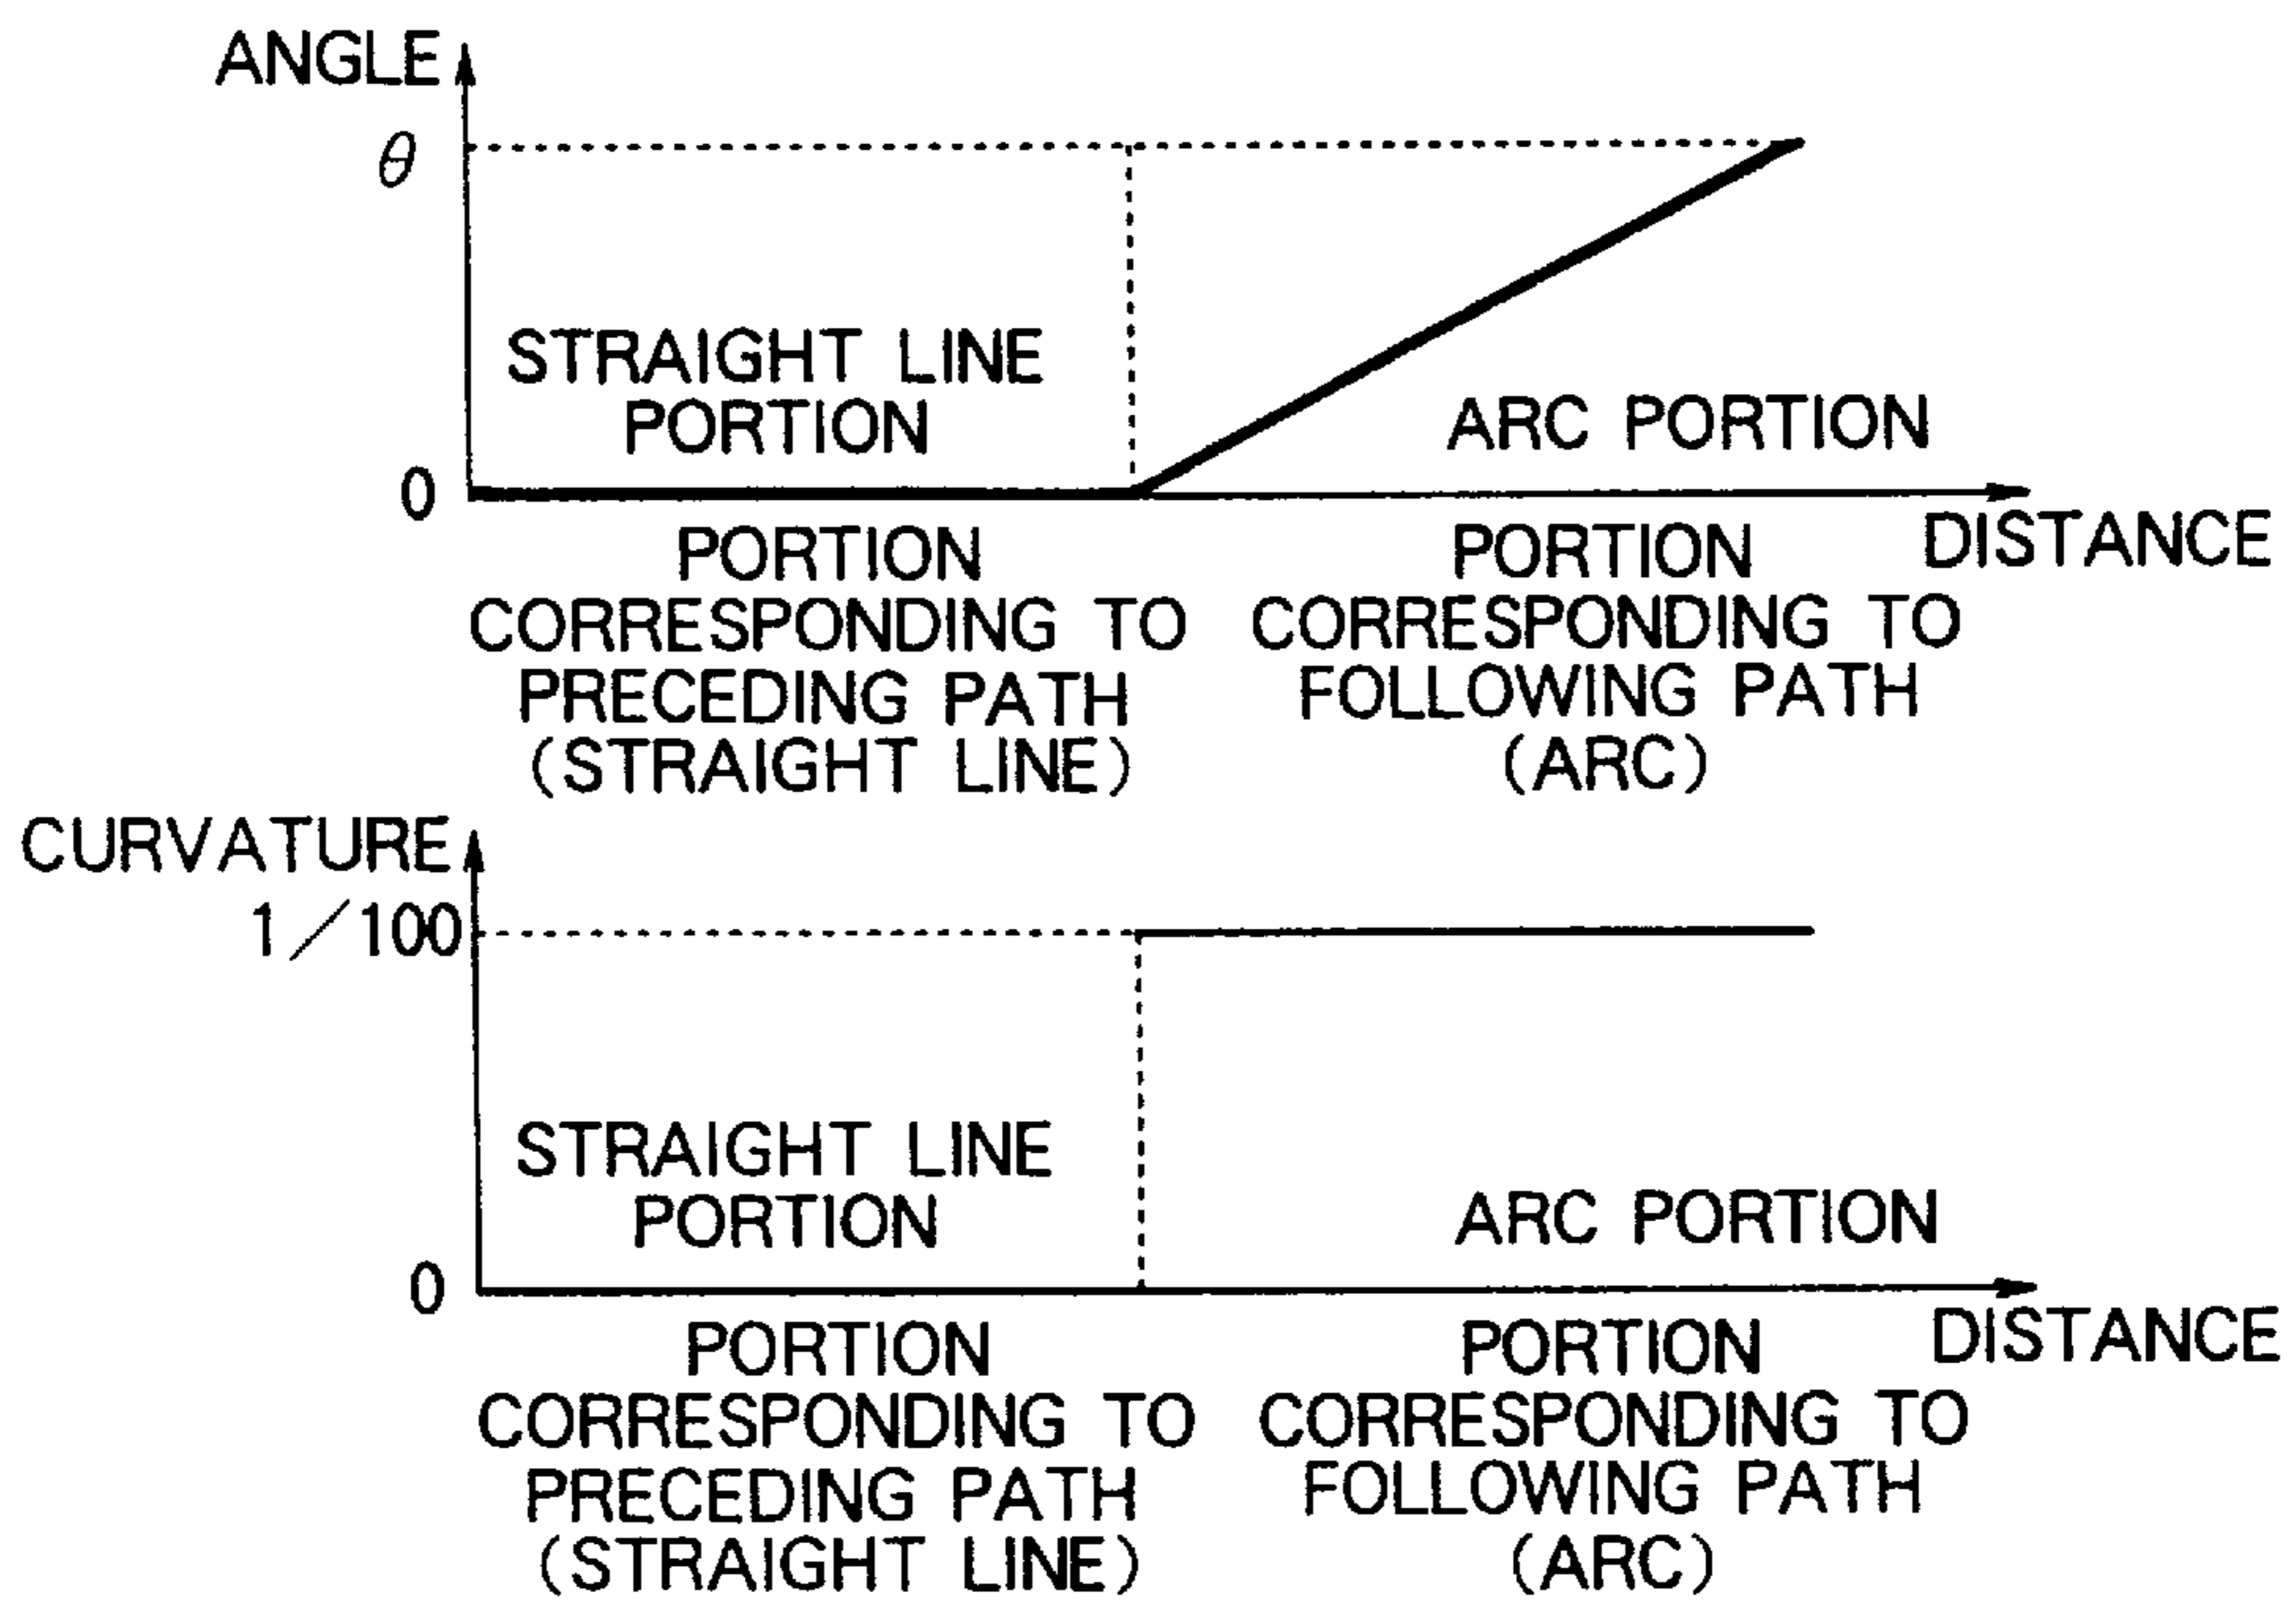 ANGLE
θ
STRAIGHT LINE
PORTION
ARC PORTION
0
DISTANCE
PORTION
CORRESPONDING TO
PRECEDING PATH
(STRAIGHT LINE)
PORTION
CORRESPONDING TO
FOLLOWING PATH
(ARC)
CURVATURE
1/100
STRAIGHT LINE
PORTION
ARC PORTION
0
DISTANCE
PORTION
CORRESPONDING TO
PRECEDING PATH
(STRAIGHT LINE)
PORTION
CORRESPONDING TO
FOLLOWING PATH
(ARC)